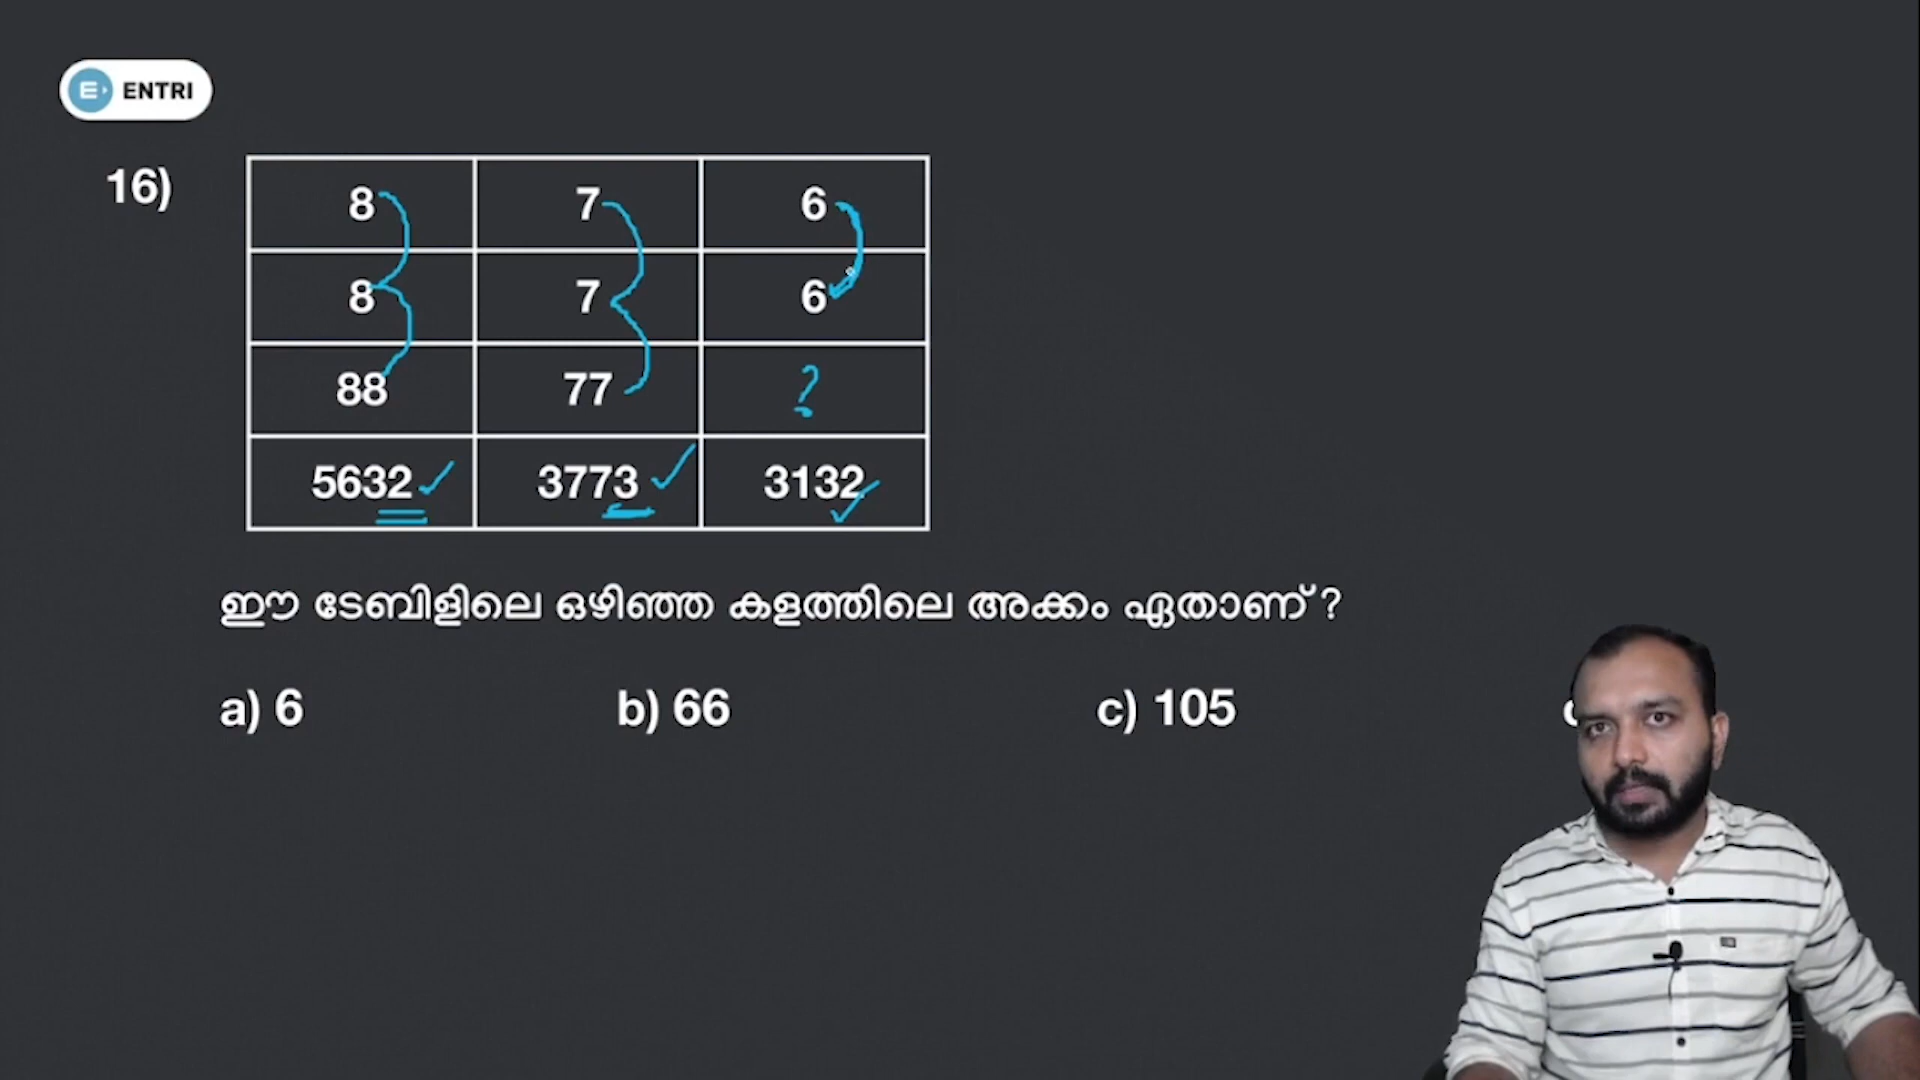 ENTRI
16)
8 7 6
8 7 6
88 77 ?
5632 3773 3132
ഈ ടേബിളിലെ ഒഴിഞ്ഞ കളത്തിലെ അക്കം ഏതാണ് ?
a) 6 b) 66 c) 105